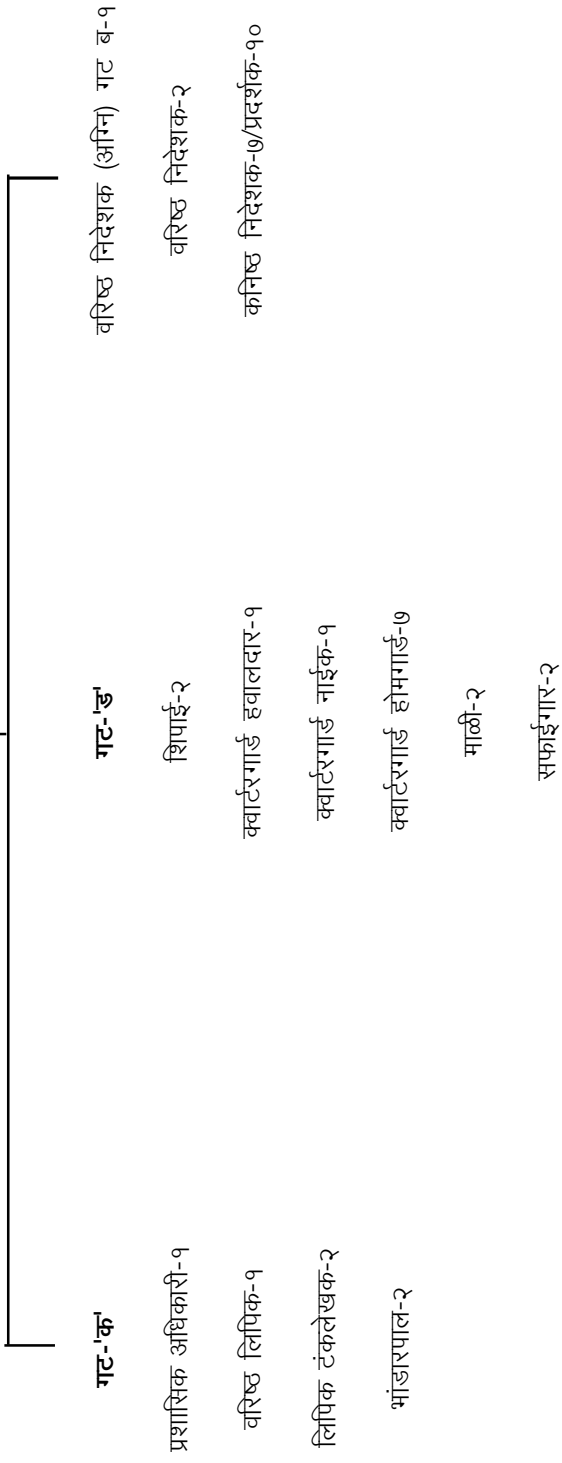 गट-'क'
प्रशासिक अधिकारी-१
वरिष्ठ लिपिक-१
लिपिक टंकलेखक-२
भांडारपाल-२
गट-'ड'
शिपाई-२
क्वार्टरगार्ड हवालदार-१
क्वार्टरगार्ड नाईक-१
क्वार्टरगार्ड होमगार्ड-७
माळी-२
सफाईगार-२
वरिष्ठ निदेशक (अग्नि) गट ब-१
वरिष्ठ निदेशक-२
कनिष्ठ निदेशक-७/प्रदर्शक-१०